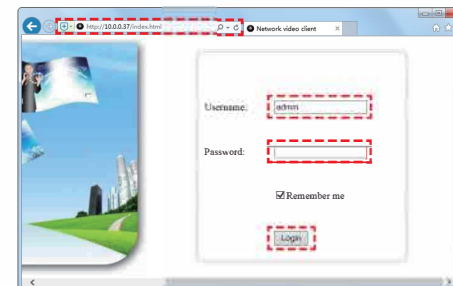 http://10.0.0.37/index.html
Network video client
Username:
admin
Password:
Remember me
Login